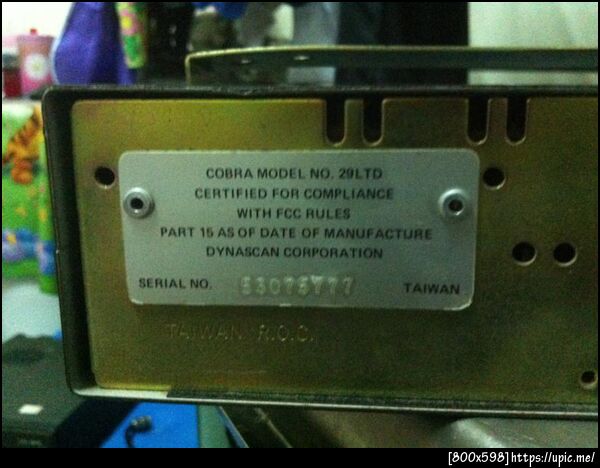 COBRA MODEL NO. 29LTD
CERTIFIED FOR COMPLIANCE
WITH FCC RULES
PART 15 AS OF DATE OF MANUFACTURE
DYNASCAN CORPORATION
SERIAL NO. TAIWAN
TAIWAN R.O.C.
[800x598]https://upic.me/